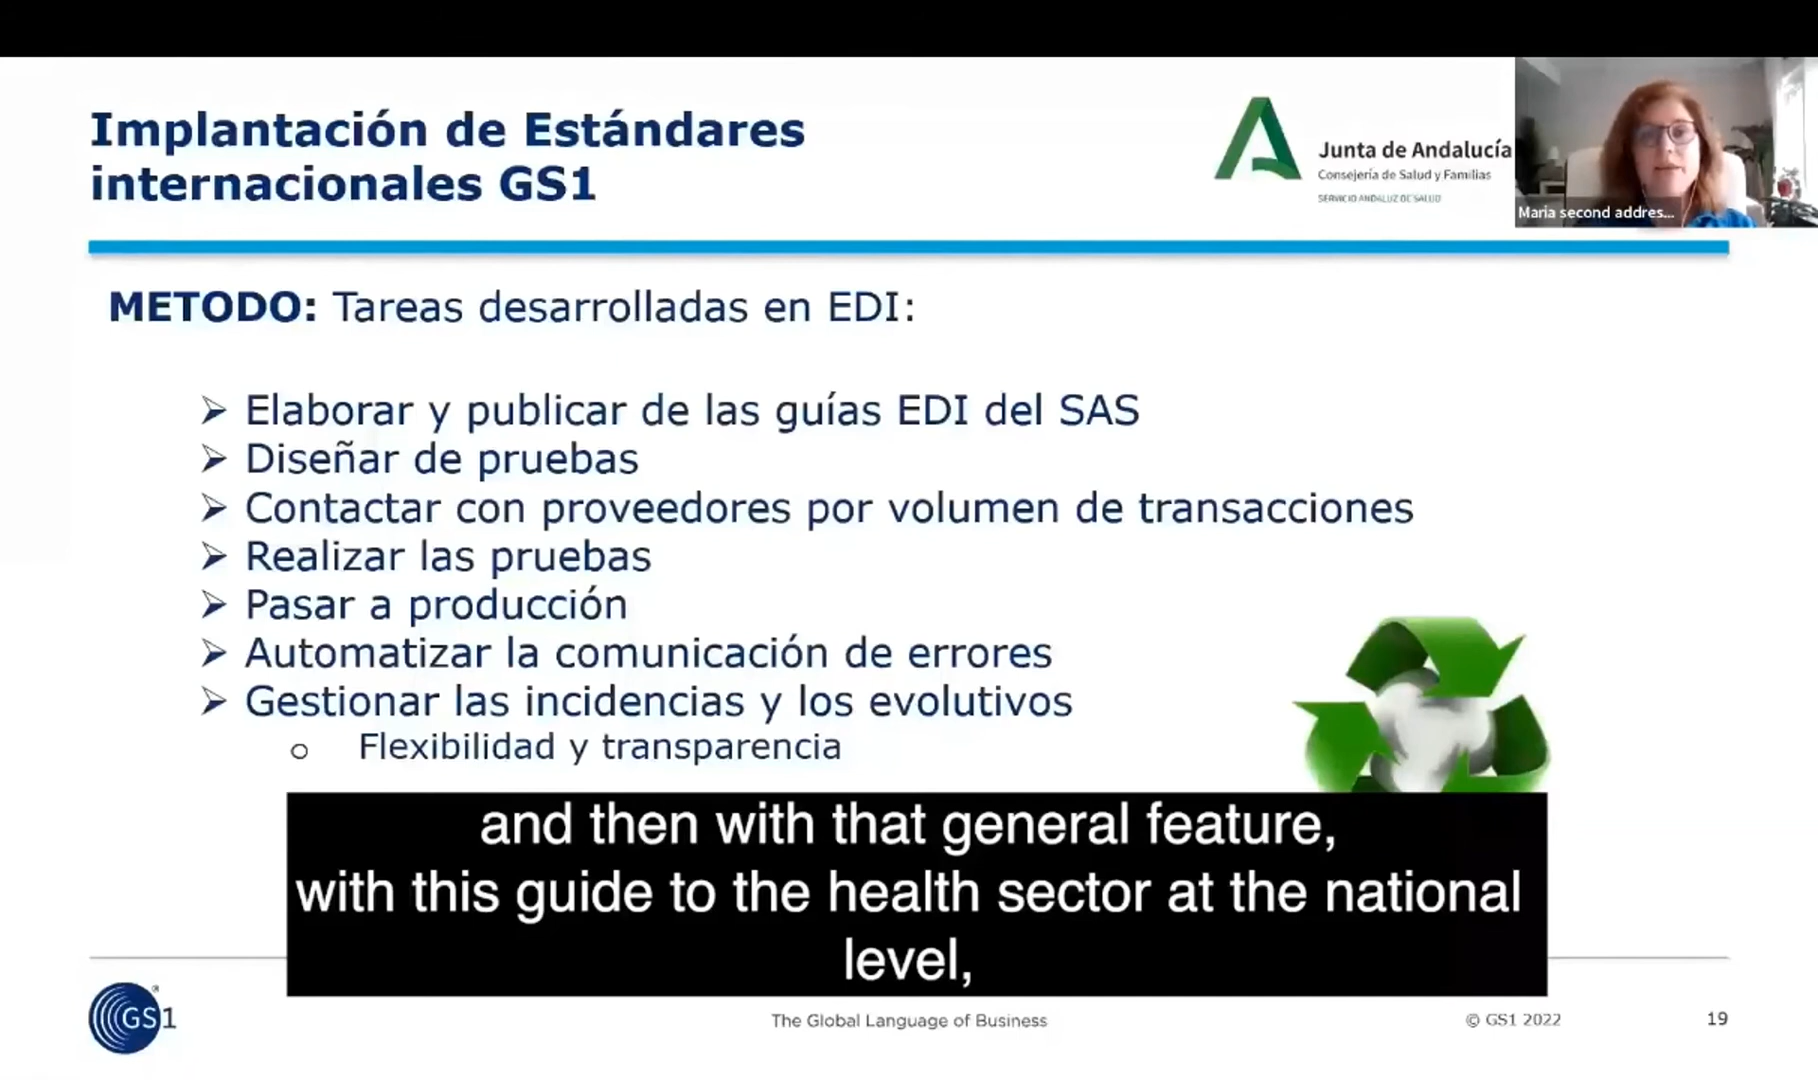 Implantación de Estándares
internacionales GS1
Junta de Andalucía
Consejería de Salud y Familias
SERVICIO ANDALUZ DE SALUD
Maria second addres...
METODO: Tareas desarrolladas en EDI:
➢ Elaborar y publicar de las guías EDI del SAS
➢ Diseñar de pruebas
➢ Contactar con proveedores por volumen de transacciones
➢ Realizar las pruebas
➢ Pasar a producción
➢ Automatizar la comunicación de errores
➢ Gestionar las incidencias y los evolutivos
o Flexibilidad y transparencia
and then with that general feature,
with this guide to the health sector at the national
level,
GS1
®
The Global Language of Business
© GS1 2022
19